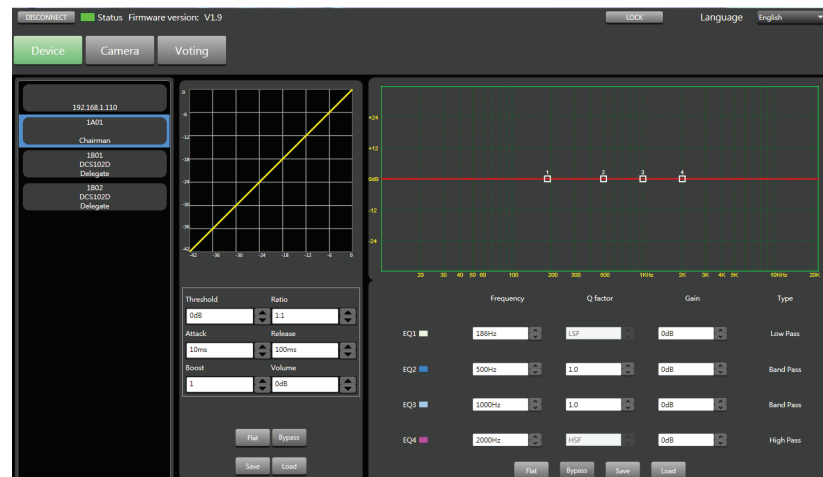 DISCONNECT Status Firmware version: V1.9 LOCK Language English
Device Camera Voting
192.168.1.110
1A01
Chairman
1B01
DCS102D
Delegate
1B02
DCS102D
Delegate
0
-6
-12
-18
-24
-30
-36
-42
-42 -36 -30 -24 -18 -12 -6 0
Threshold Ratio
0dB 1:1
Attack Release
10ms 100ms
Boost Volume
1 0dB
Flat Bypass
Save Load
+24
+12
0dB
-12
-24
1 2 3 4
20 30 40 50 60 100 200 300 500 1KHz 2K 3K 4K 5K 10KHz 20K
Frequency Q factor Gain Type
EQ1 186Hz LSF 0dB Low Pass
EQ2 500Hz 1.0 0dB Band Pass
EQ3 1000Hz 1.0 0dB Band Pass
EQ4 2000Hz HSF 0dB High Pass
Flat Bypass Save Load